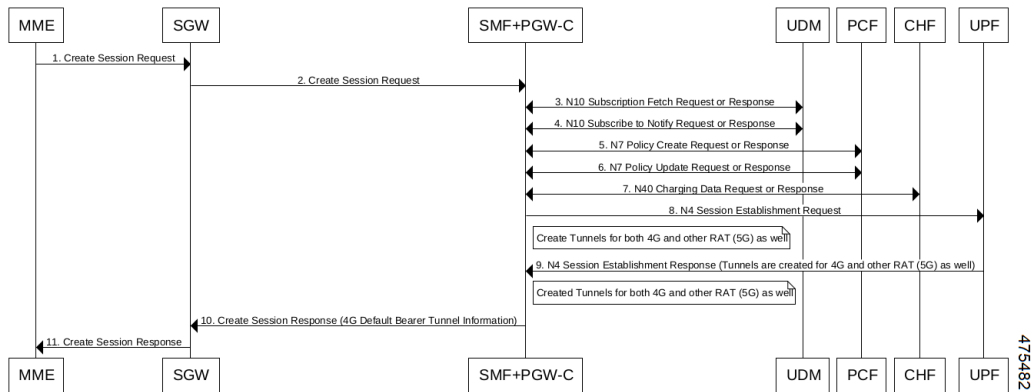 MME SGW SMF+PGW-C UDM PCF CHF UPF
1. Create Session Request
2. Create Session Request
3. N10 Subscription Fetch Request or Response
4. N10 Subscribe to Notify Request or Response
5. N7 Policy Create Request or Response
6. N7 Policy Update Request or Response
7. N40 Charging Data Request or Response
8. N4 Session Establishment Request
Create Tunnels for both 4G and other RAT (5G) as well
9. N4 Session Establishment Response (Tunnels are created for 4G and other RAT (5G) as well)
Created Tunnels for both 4G and other RAT (5G) as well
10. Create Session Response (4G Default Bearer Tunnel Information)
11. Create Session Response
MME SGW SMF+PGW-C UDM PCF CHF UPF
475482